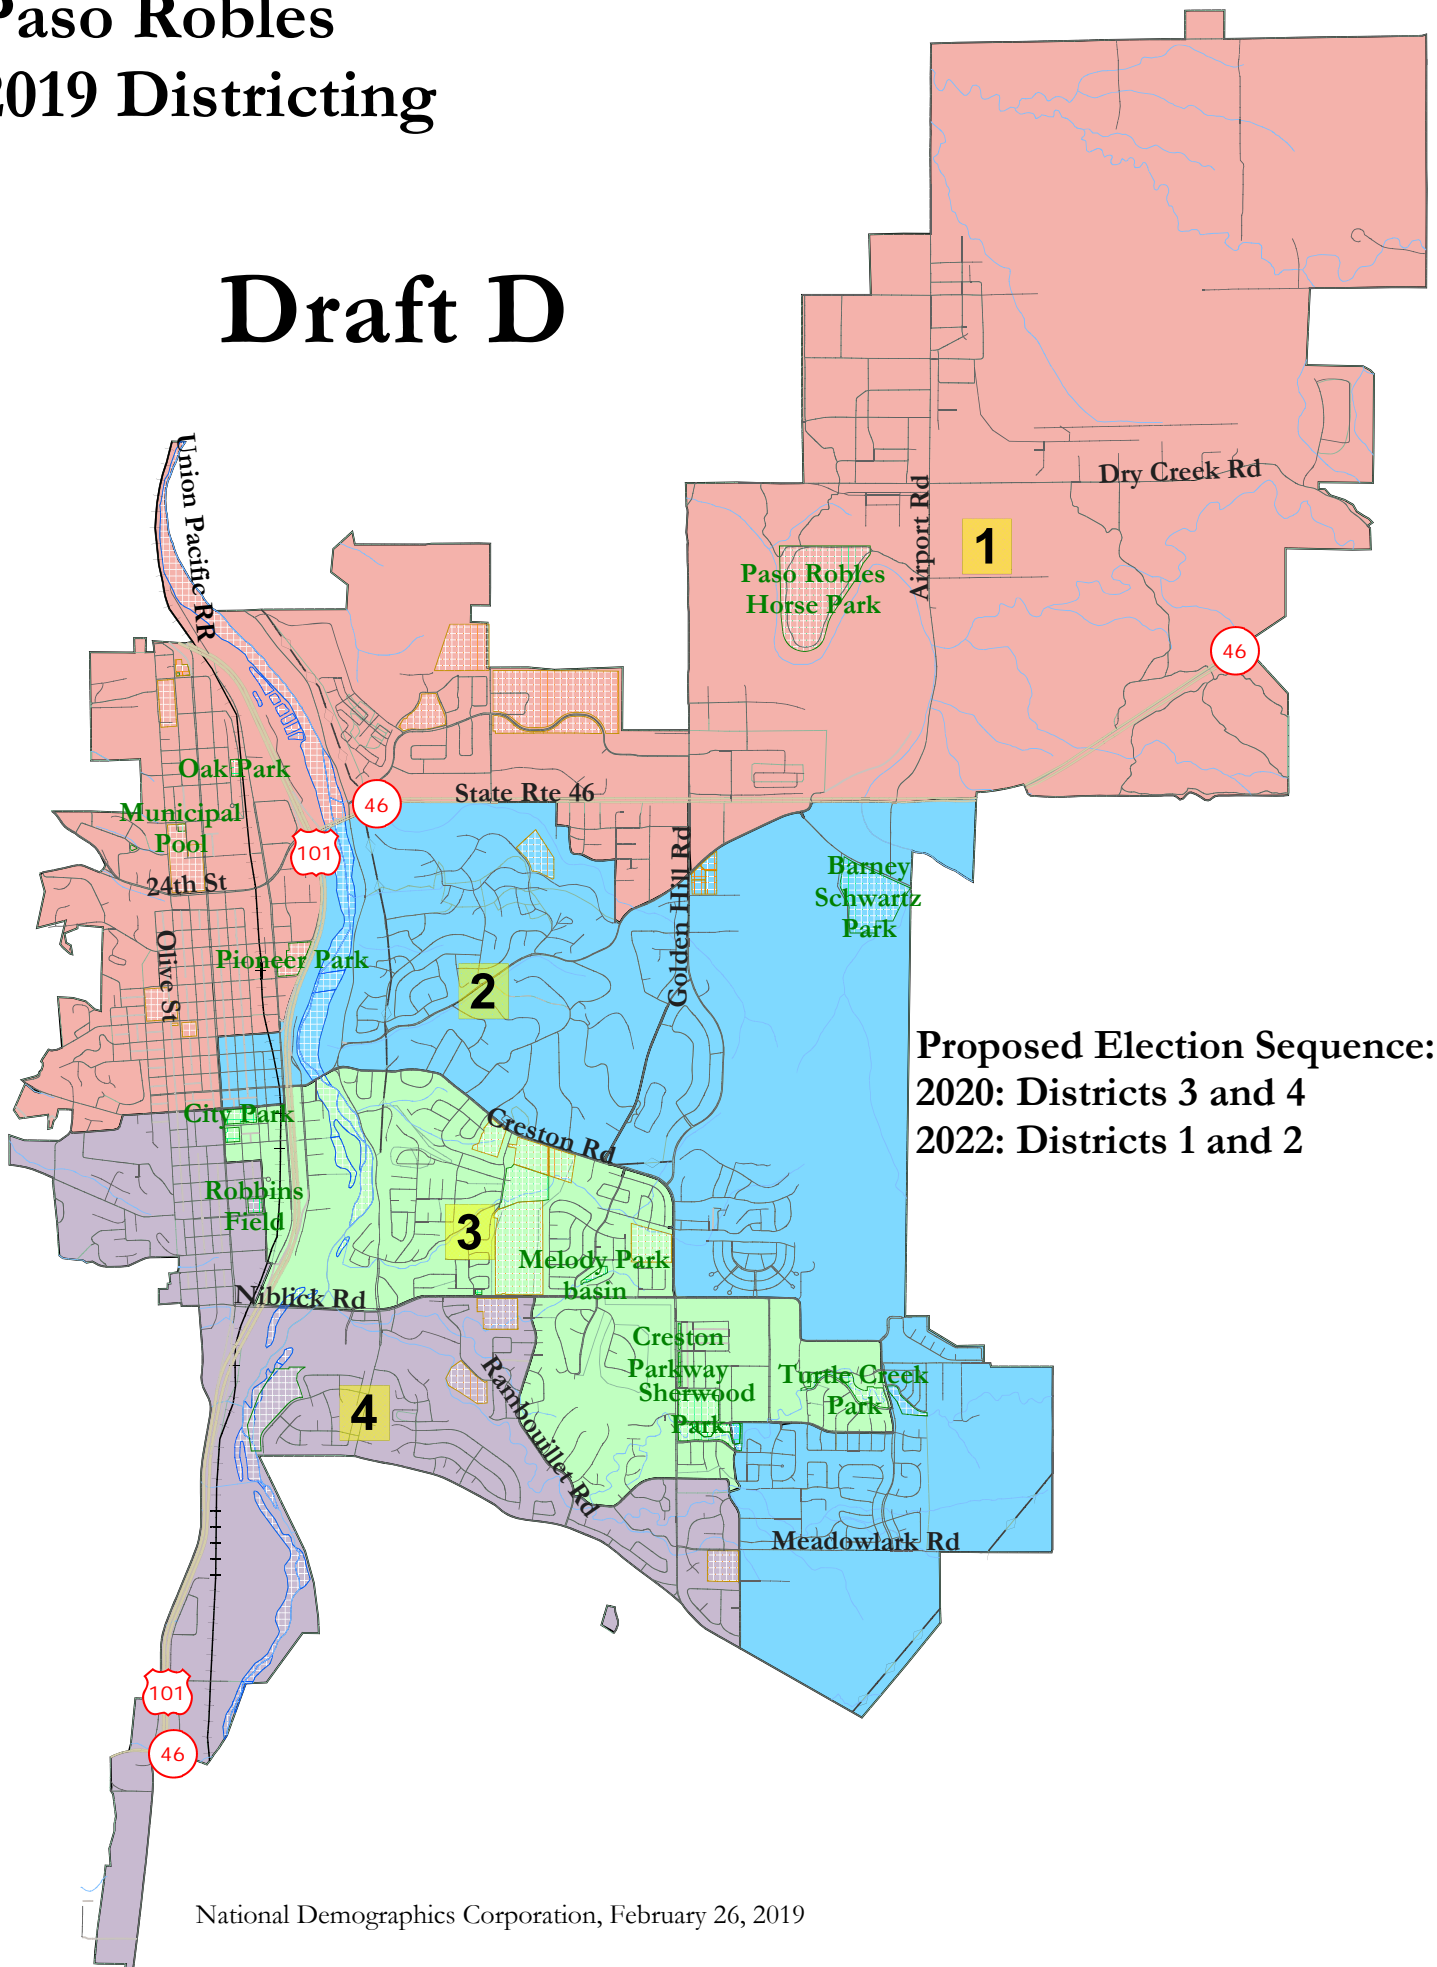 Paso Robles
2019 Districting
Draft D
Union Pacific RR
Dry Creek Rd
Airport Rd
1
Paso Robles
Horse Park
46
Oak Park
State Rte 46
46
Municipal
Pool
101
24th St
Golden Hill Rd
Barney
Schwartz
Park
Olive St
Pioneer Park
2
Proposed Election Sequence:
2020: Districts 3 and 4
2022: Districts 1 and 2
City Park
Creston Rd
Robbins
Field
3
Melody Park
basin
Niblick Rd
Creston
Parkway
Sherwood
Park
Turtle Creek
Park
Rambouillet Rd
4
Meadowlark Rd
101
46
National Demographics Corporation, February 26, 2019